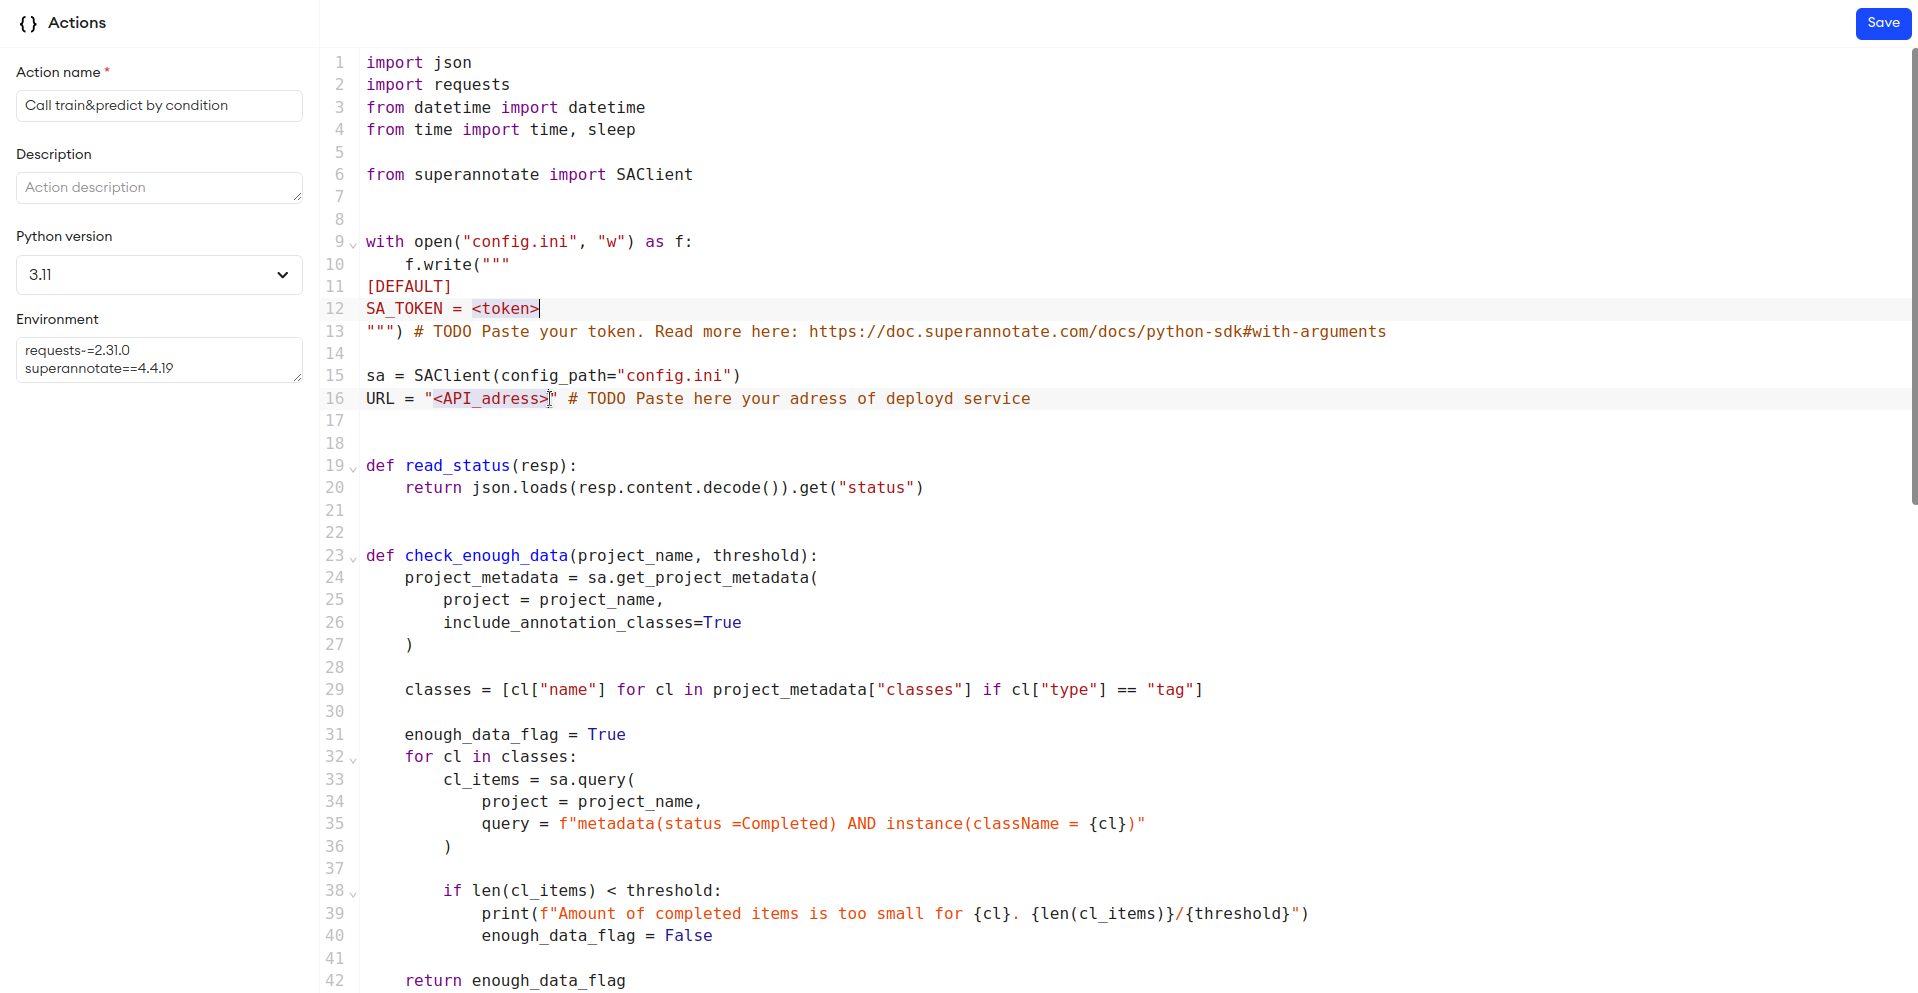 {} Actions
Save
Action name *
Call train&predict by condition
Description
Action description
Python version
3.11
Environment
requests-=2.31.0
superannotate==4.4.19
1 import json
2 import requests
3 from datetime import datetime
4 from time import time, sleep
5
6 from superannotate import SAClient
7
8
9 with open("config.ini", "w") as f:
10     f.write("""
11 [DEFAULT]
12 SA_TOKEN = <token>
13 """) # TODO Paste your token. Read more here: https://doc.superannotate.com/docs/python-sdk#with-arguments
14
15 sa = SAClient(config_path="config.ini")
16 URL = "<API_adress>" # TODO Paste here your adress of deployd service
17
18
19 def read_status(resp):
20     return json.loads(resp.content.decode()).get("status")
21
22
23 def check_enough_data(project_name, threshold):
24     project_metadata = sa.get_project_metadata(
25         project = project_name,
26         include_annotation_classes=True
27     )
28
29     classes = [cl["name"] for cl in project_metadata["classes"] if cl["type"] == "tag"]
30
31     enough_data_flag = True
32     for cl in classes:
33         cl_items = sa.query(
34             project = project_name,
35             query = f"metadata(status =Completed) AND instance(className = {cl})"
36         )
37
38         if len(cl_items) < threshold:
39             print(f"Amount of completed items is too small for {cl}. {len(cl_items)}/{threshold}")
40             enough_data_flag = False
41
42     return enough_data_flag